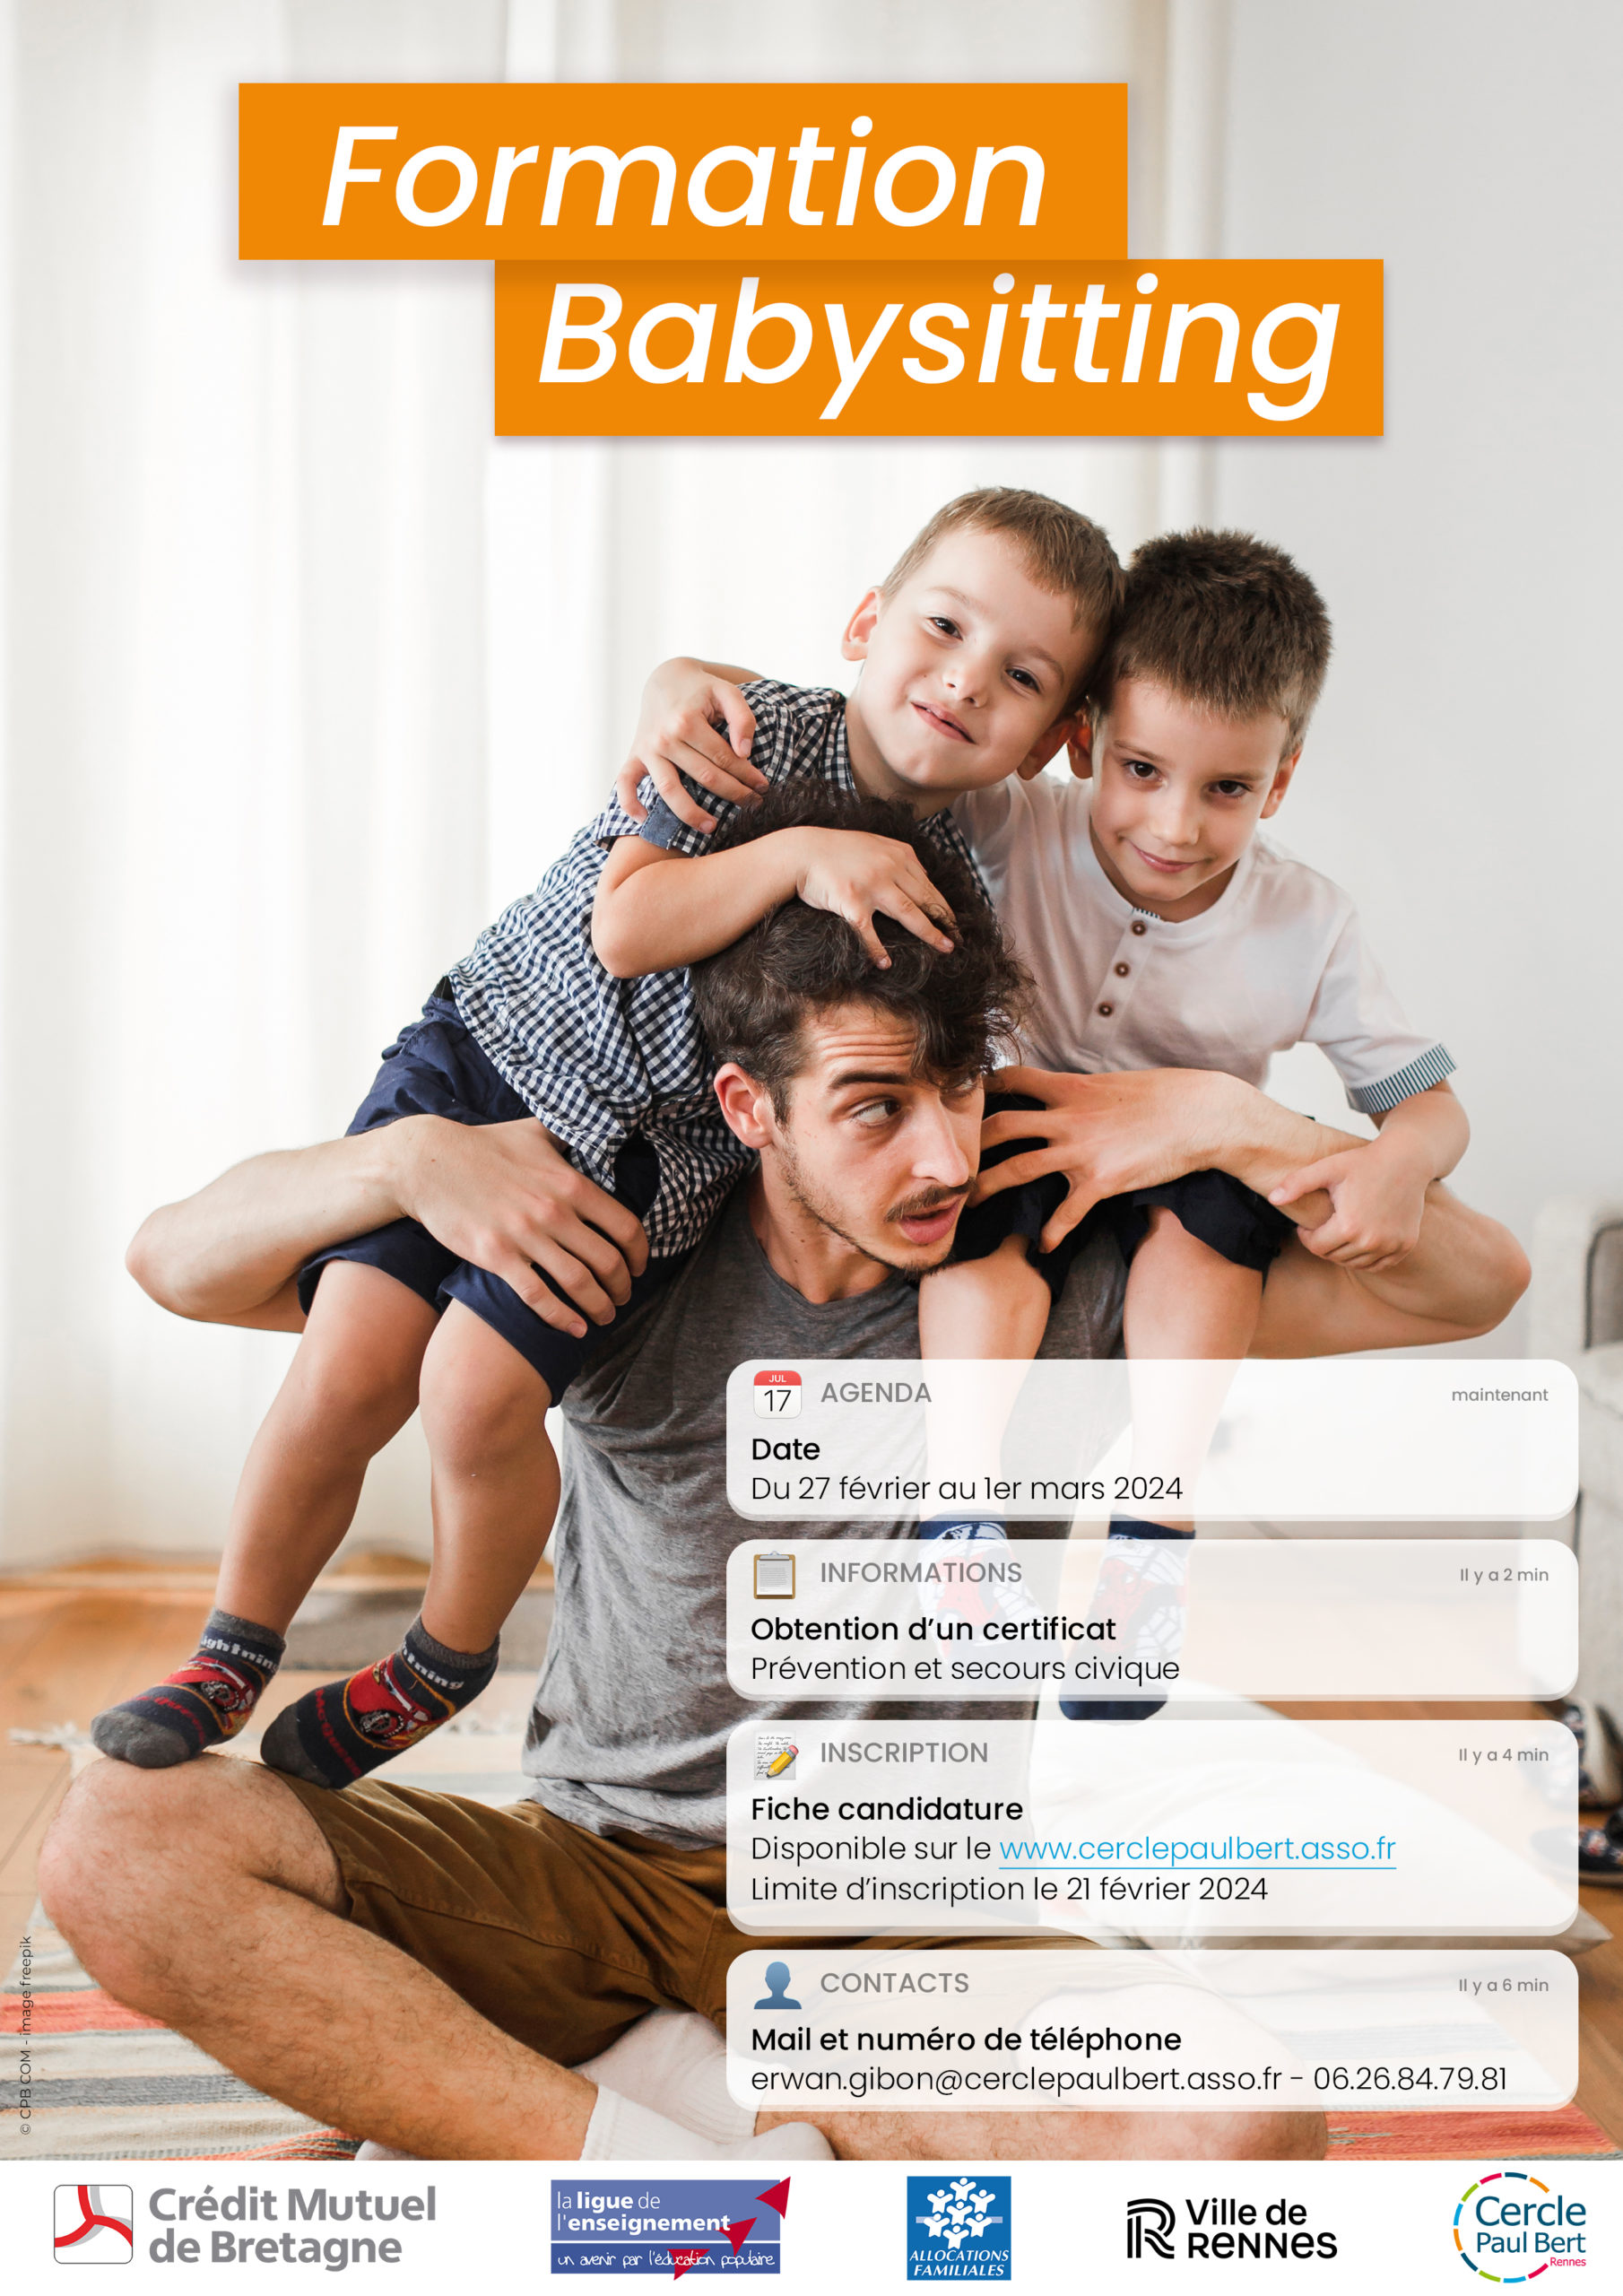 Formation
Babysitting
JUL
17
AGENDA
maintenant
Date
Du 27 février au 1er mars 2024
INFORMATIONS
Il y a 2 min
Obtention d'un certificat
Prévention et secours civique
INSCRIPTION
Il y a 4 min
Fiche candidature
Disponible sur le www.cerclepaulbert.asso.fr
Limite d'inscription le 21 février 2024
CONTACTS
Il y a 6 min
Mail et numéro de téléphone
erwan.gibon@cerclepaulbert.asso.fr - 06.26.84.79.81
© CPB COM - image freepik
Crédit Mutuel
de Bretagne
la ligue de
l'enseignement
un avenir par l'éducation populaire
ALLOCATIONS
FAMILIALES
Ville de
RENNES
Cercle
Paul Bert
Rennes